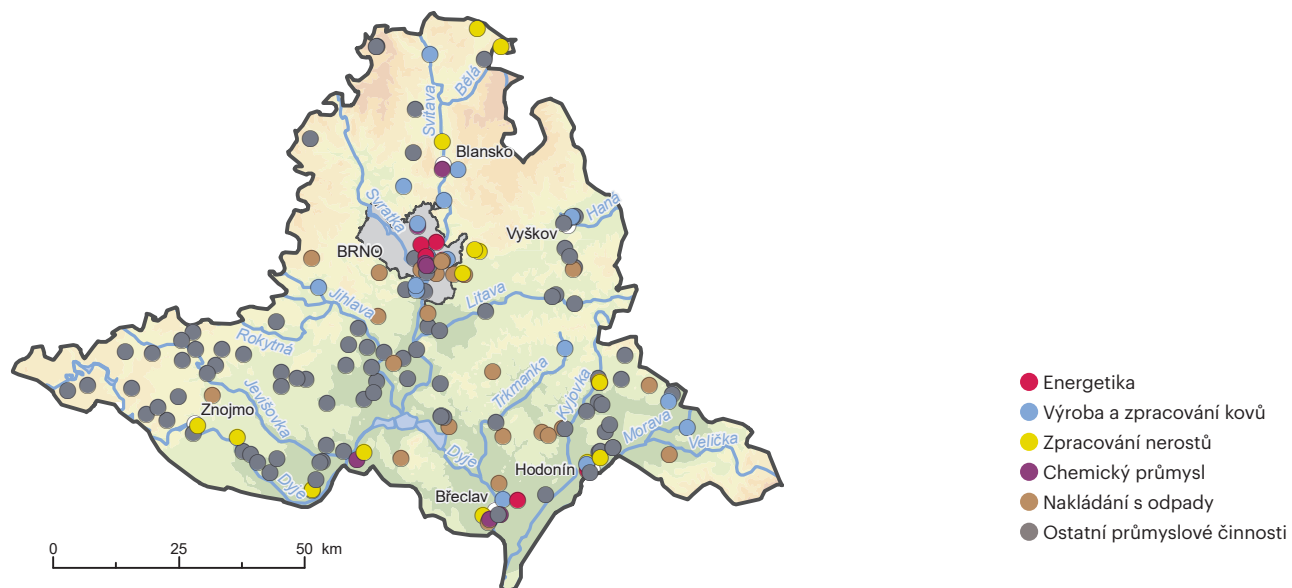 Bělá
Svitava
Blansko
Svratka
Haná
Vyškov
BRNO
Litava
Jihlava
Rokytná
Trkmanka
Kyjovka
Jevišovka
Znojmo
Morava
Velička
Dyje
Hodonín
Dyje
Břeclav
0 25 50 km
Energetika
Výroba a zpracování kovů
Zpracování nerostů
Chemický průmysl
Nakládání s odpady
Ostatní průmyslové činnosti